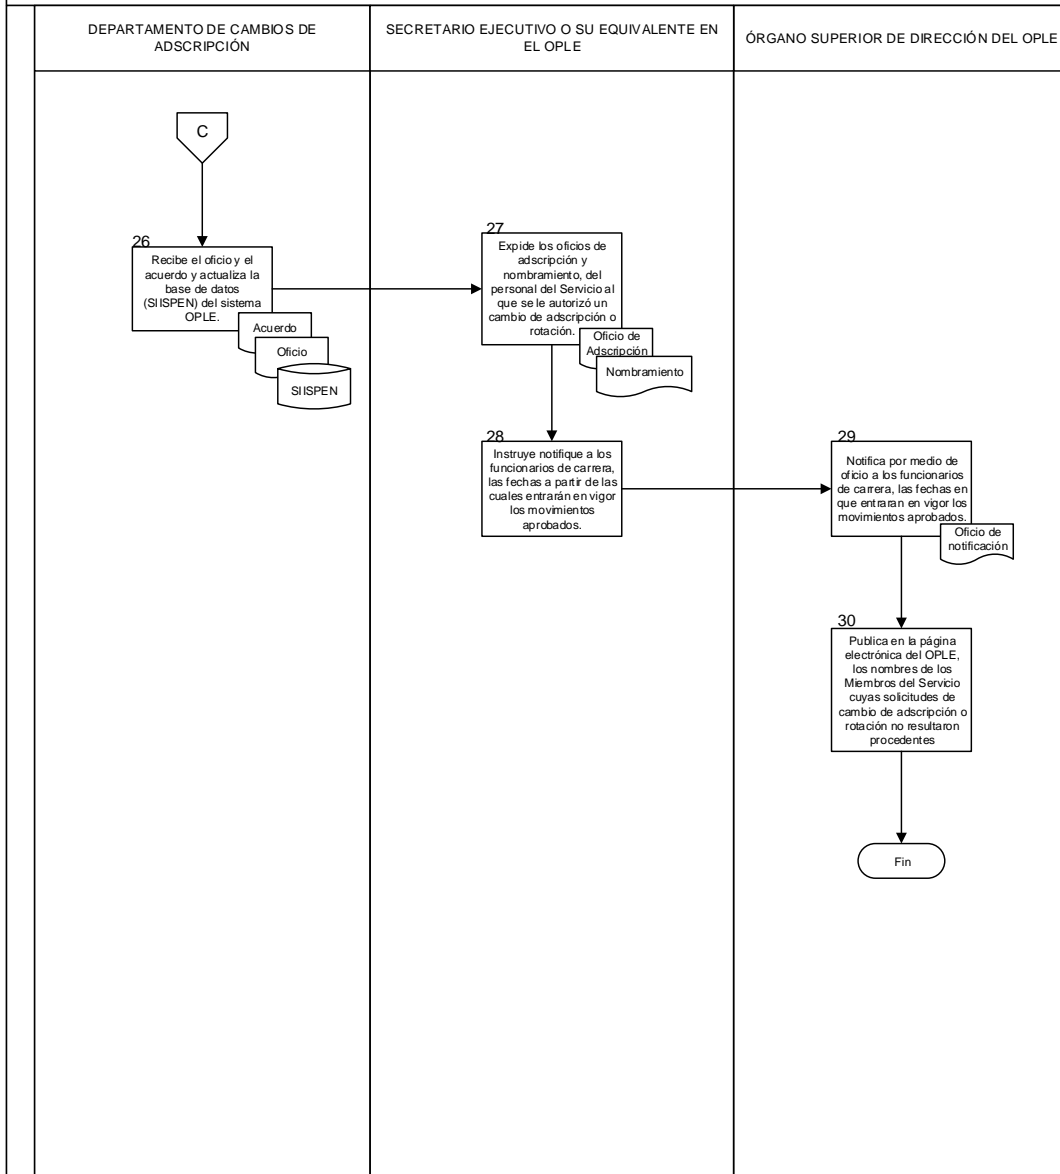 DEPARTAMENTO DE CAMBIOS DE
ADSCRIPCIÓN
SECRETARIO EJECUTIVO O SU EQUIVALENTE EN
EL OPLE
ÓRGANO SUPERIOR DE DIRECCIÓN DEL OPLE
C
26
Recibe el oficio y el
acuerdo y actualiza la
base de datos
(SIISPEN) del sistema
OPLE.
Acuerdo
Oficio
SIISPEN
27
Expide los oficios de
adscripción y
nombramiento, del
personal del Servicio al
que se le autorizó un
cambio de adscripción o
rotación.
Oficio de
Adscripción
Nombramiento
28
Instruye notifique a los
funcionarios de carrera,
las fechas a partir de las
cuales entrarán en vigor
los movimientos
aprobados.
29
Notifica por medio de
oficio a los funcionarios
de carrera, las fechas en
que entraran en vigor los
movimientos aprobados.
Oficio de
notificación
30
Publica en la página
electrónica del OPLE,
los nombres de los
Miembros del Servicio
cuyas solicitudes de
cambio de adscripción o
rotación no resultaron
procedentes
Fin